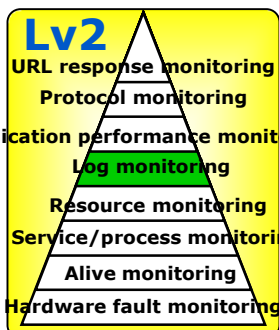 Lv2
URL response monitoring
Protocol monitoring
ication performance monit
Log monitoring
Resource monitoring
Service/process monitorin
Alive monitoring
Hardware fault monitoring